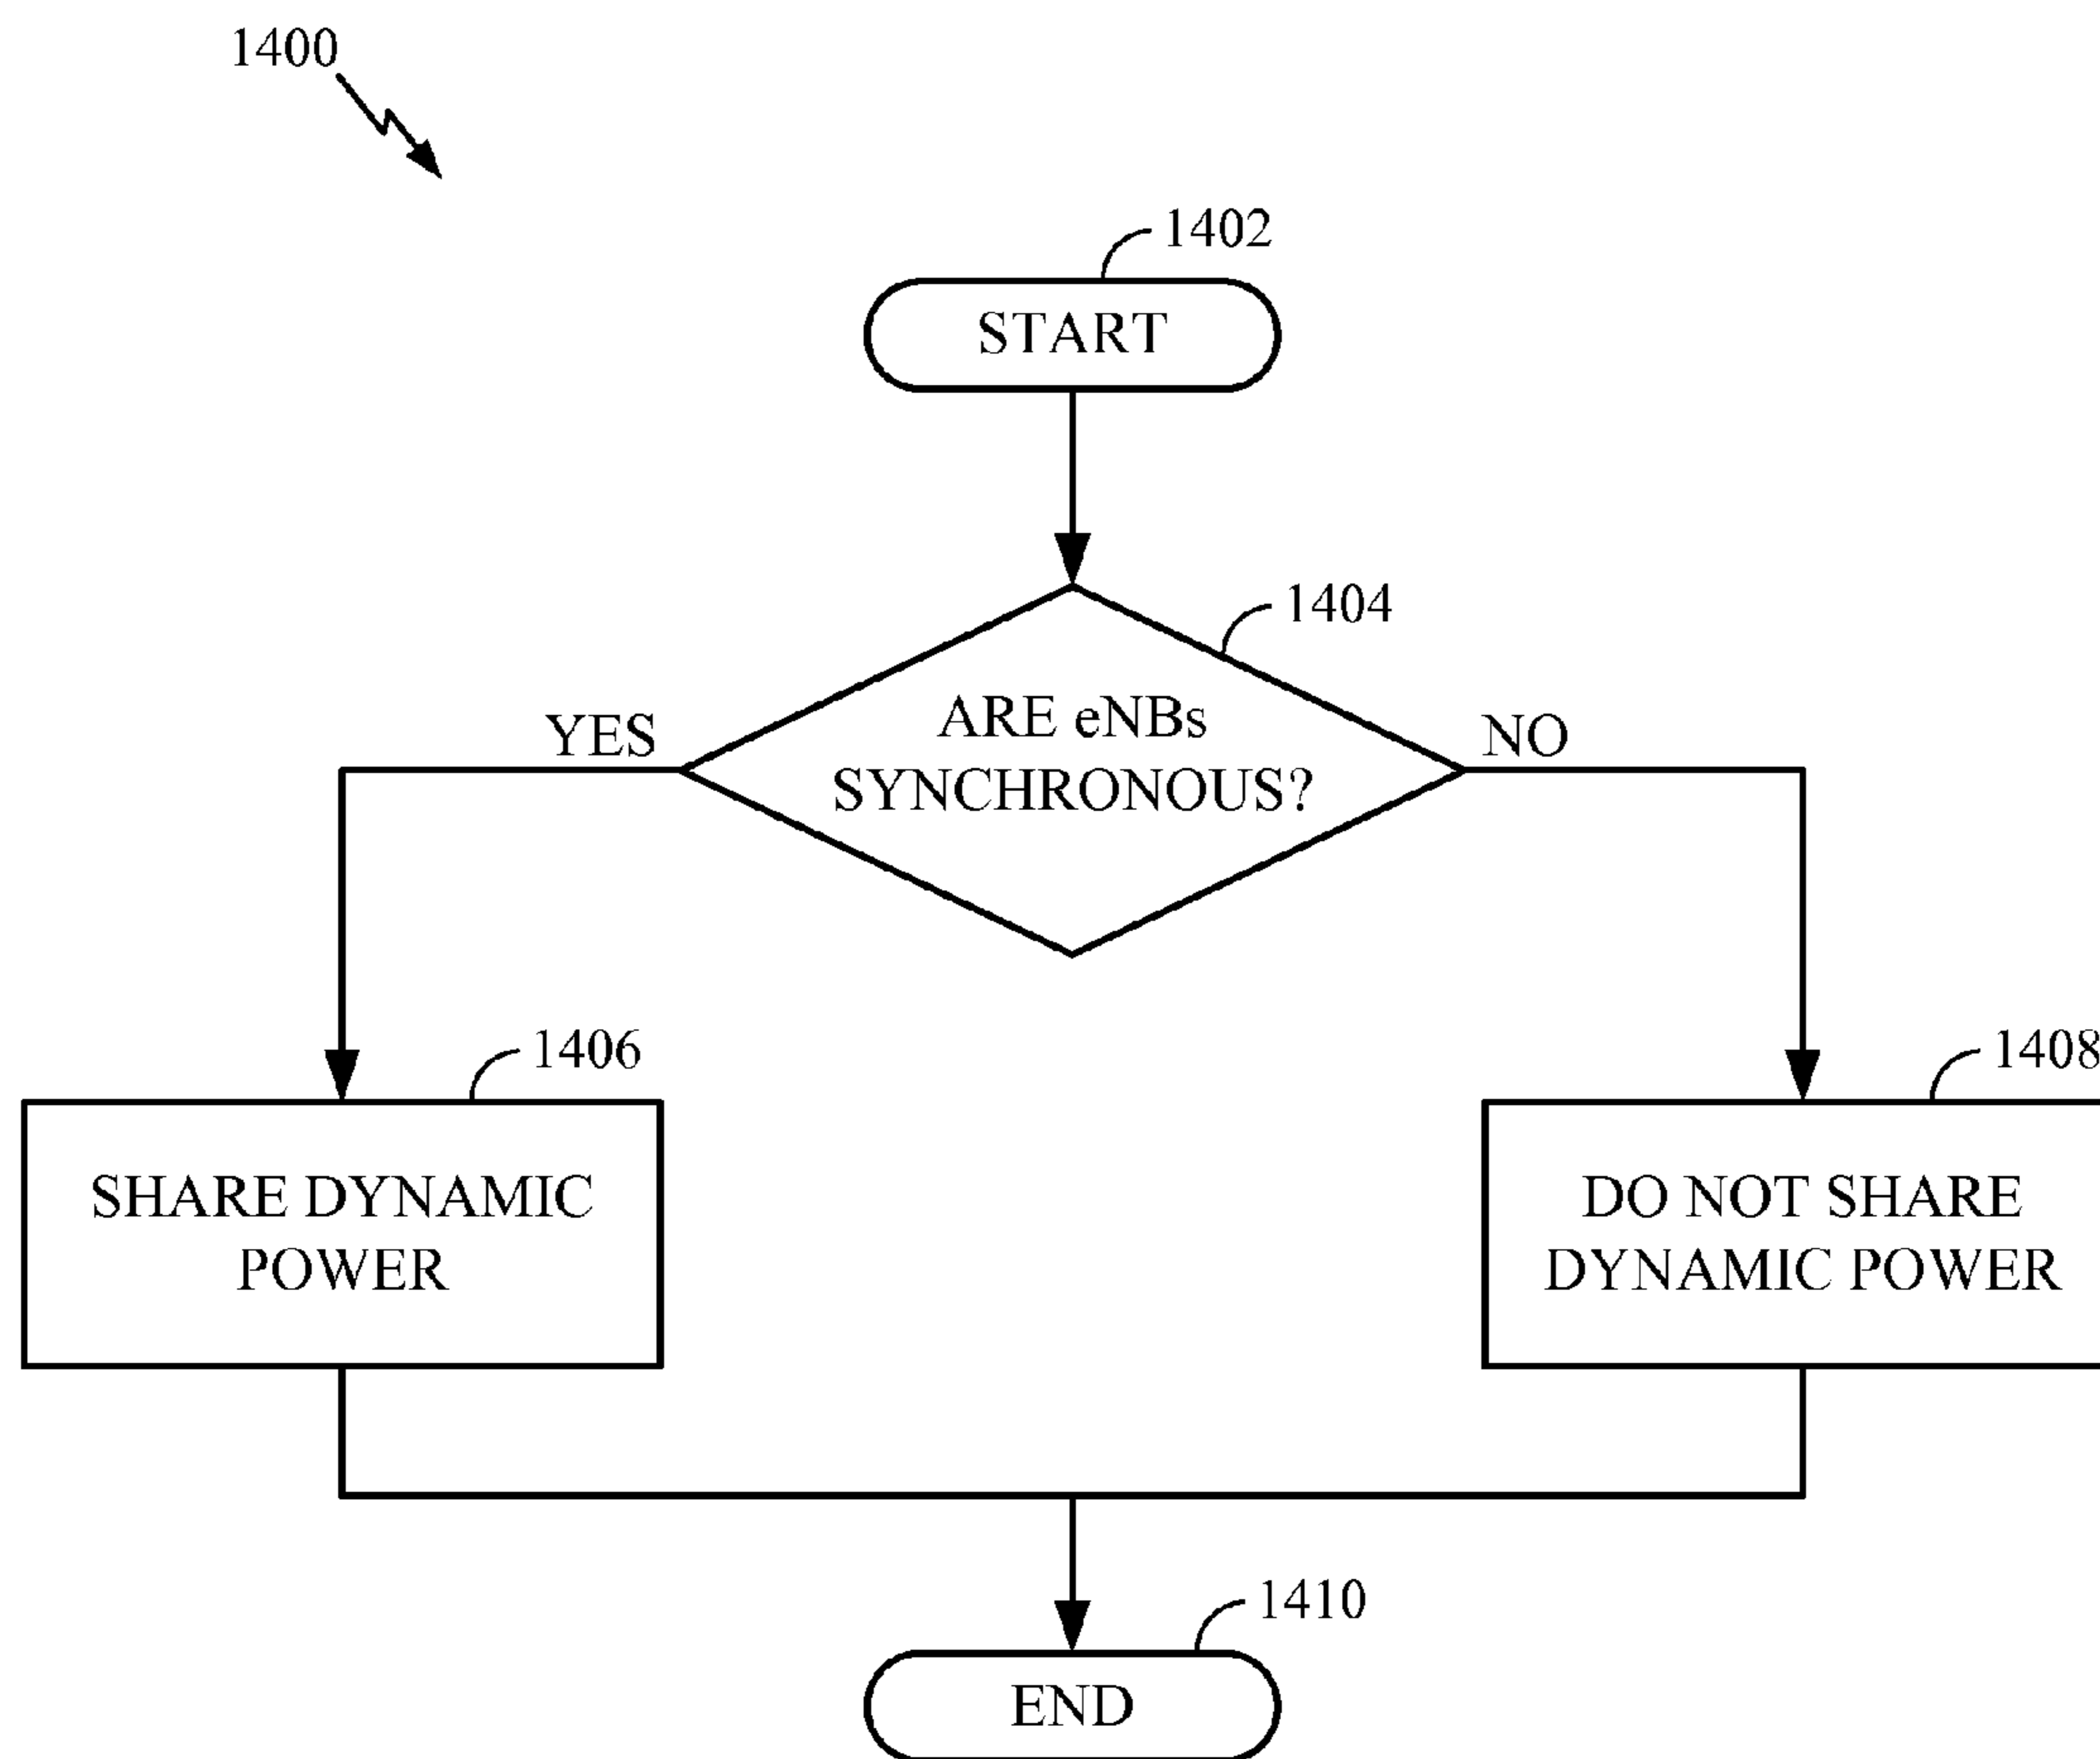 1400
1402
START
1404
ARE eNBs
SYNCHRONOUS?
YES
NO
1406
1408
SHARE DYNAMIC
POWER
DO NOT SHARE
DYNAMIC POWER
1410
END